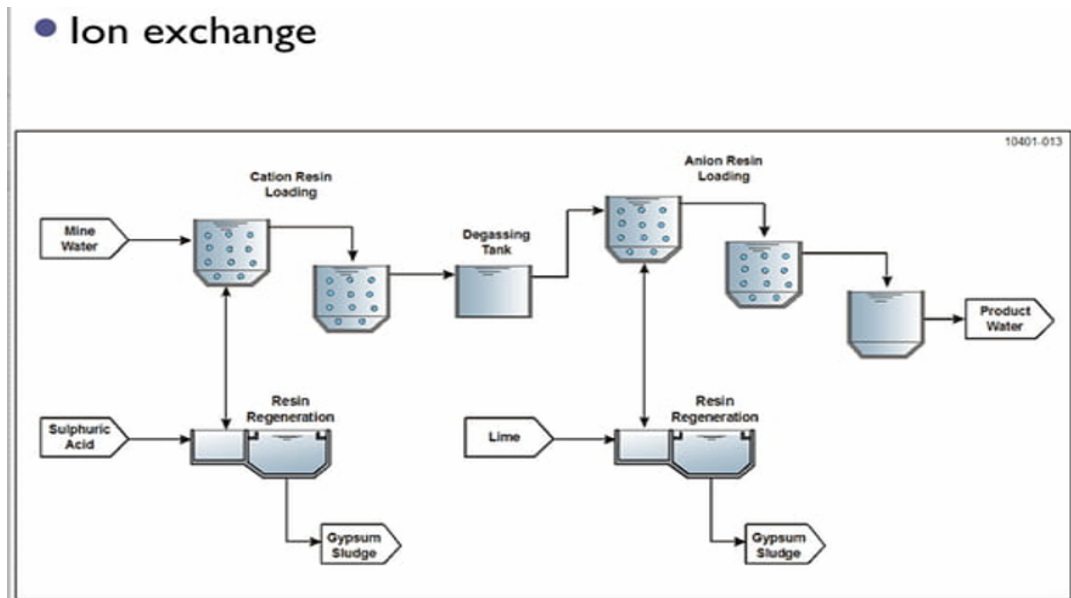 • Ion exchange
10401-013
Cation Resin
Loading
Anion Resin
Loading
Mine
Water
Degassing
Tank
Product
Water
Sulphuric
Acid
Resin
Regeneration
Lime
Resin
Regeneration
Gypsum
Sludge
Gypsum
Sludge